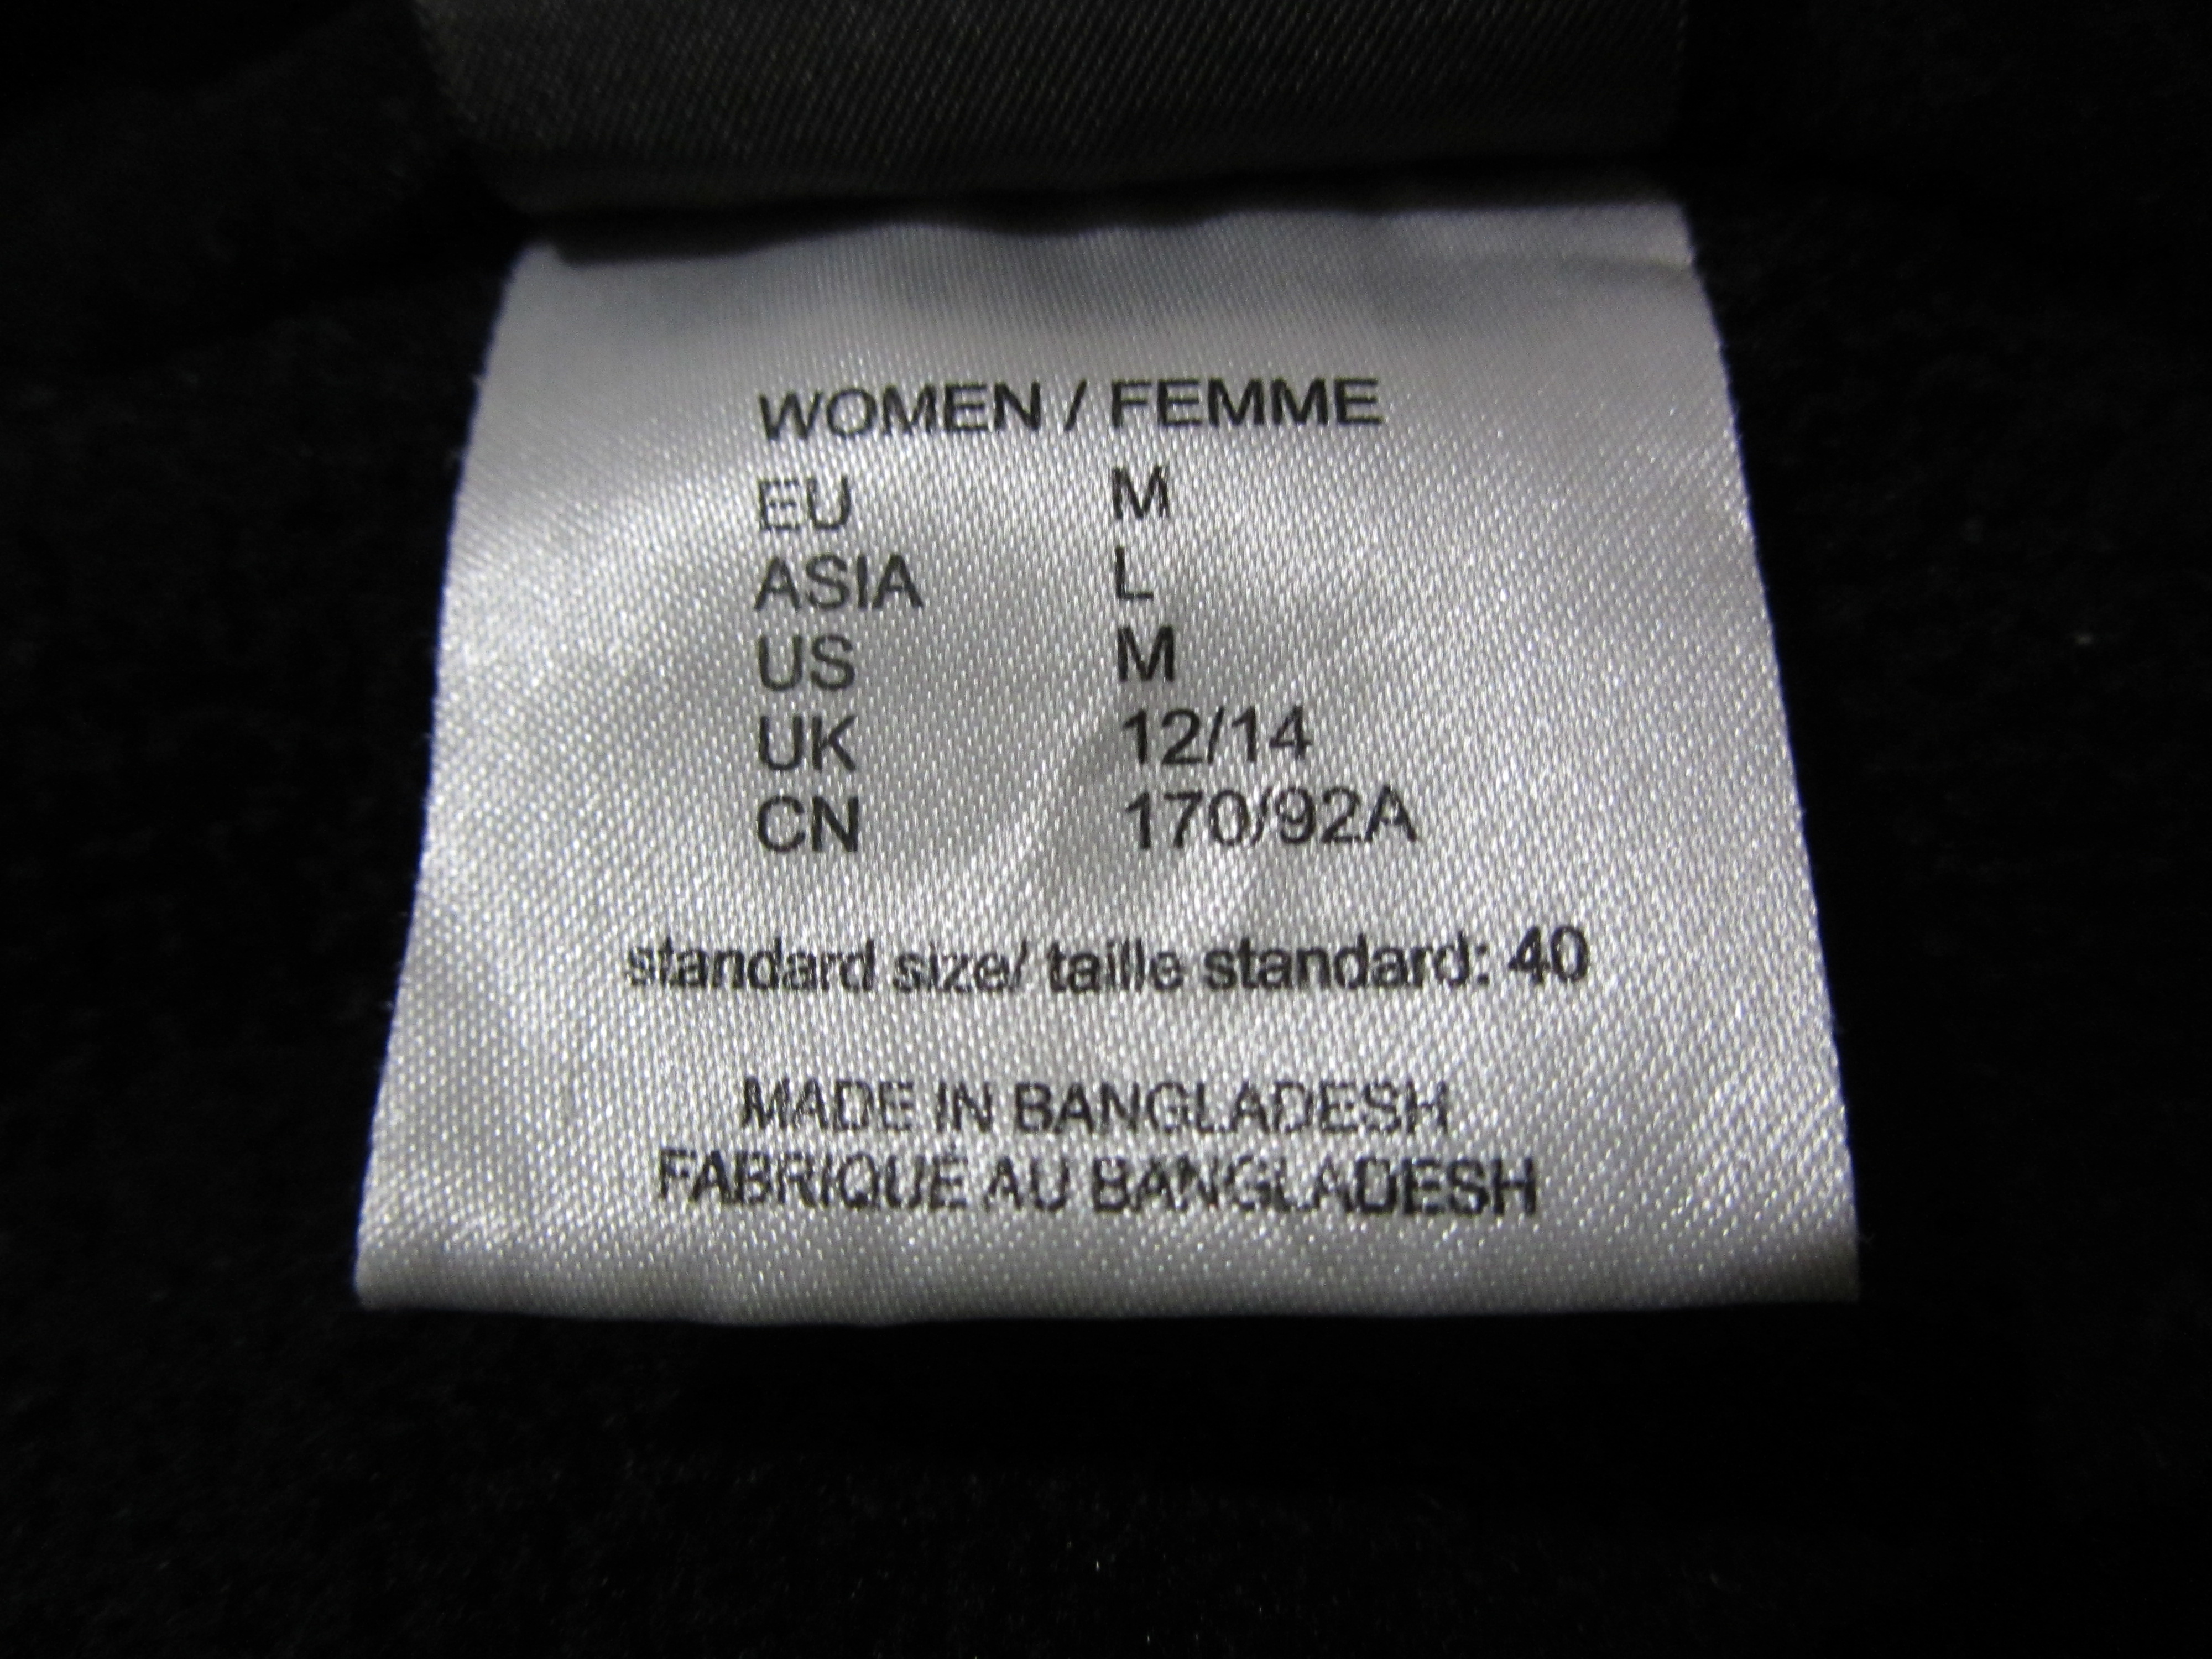 WOMEN / FEMME
EU M
ASIA L
US M
UK 12/14
CN 170/92A
standard size/ taille standard: 40
MADE IN BANGLADESH
FABRIQUÉ AU BANGLADESH